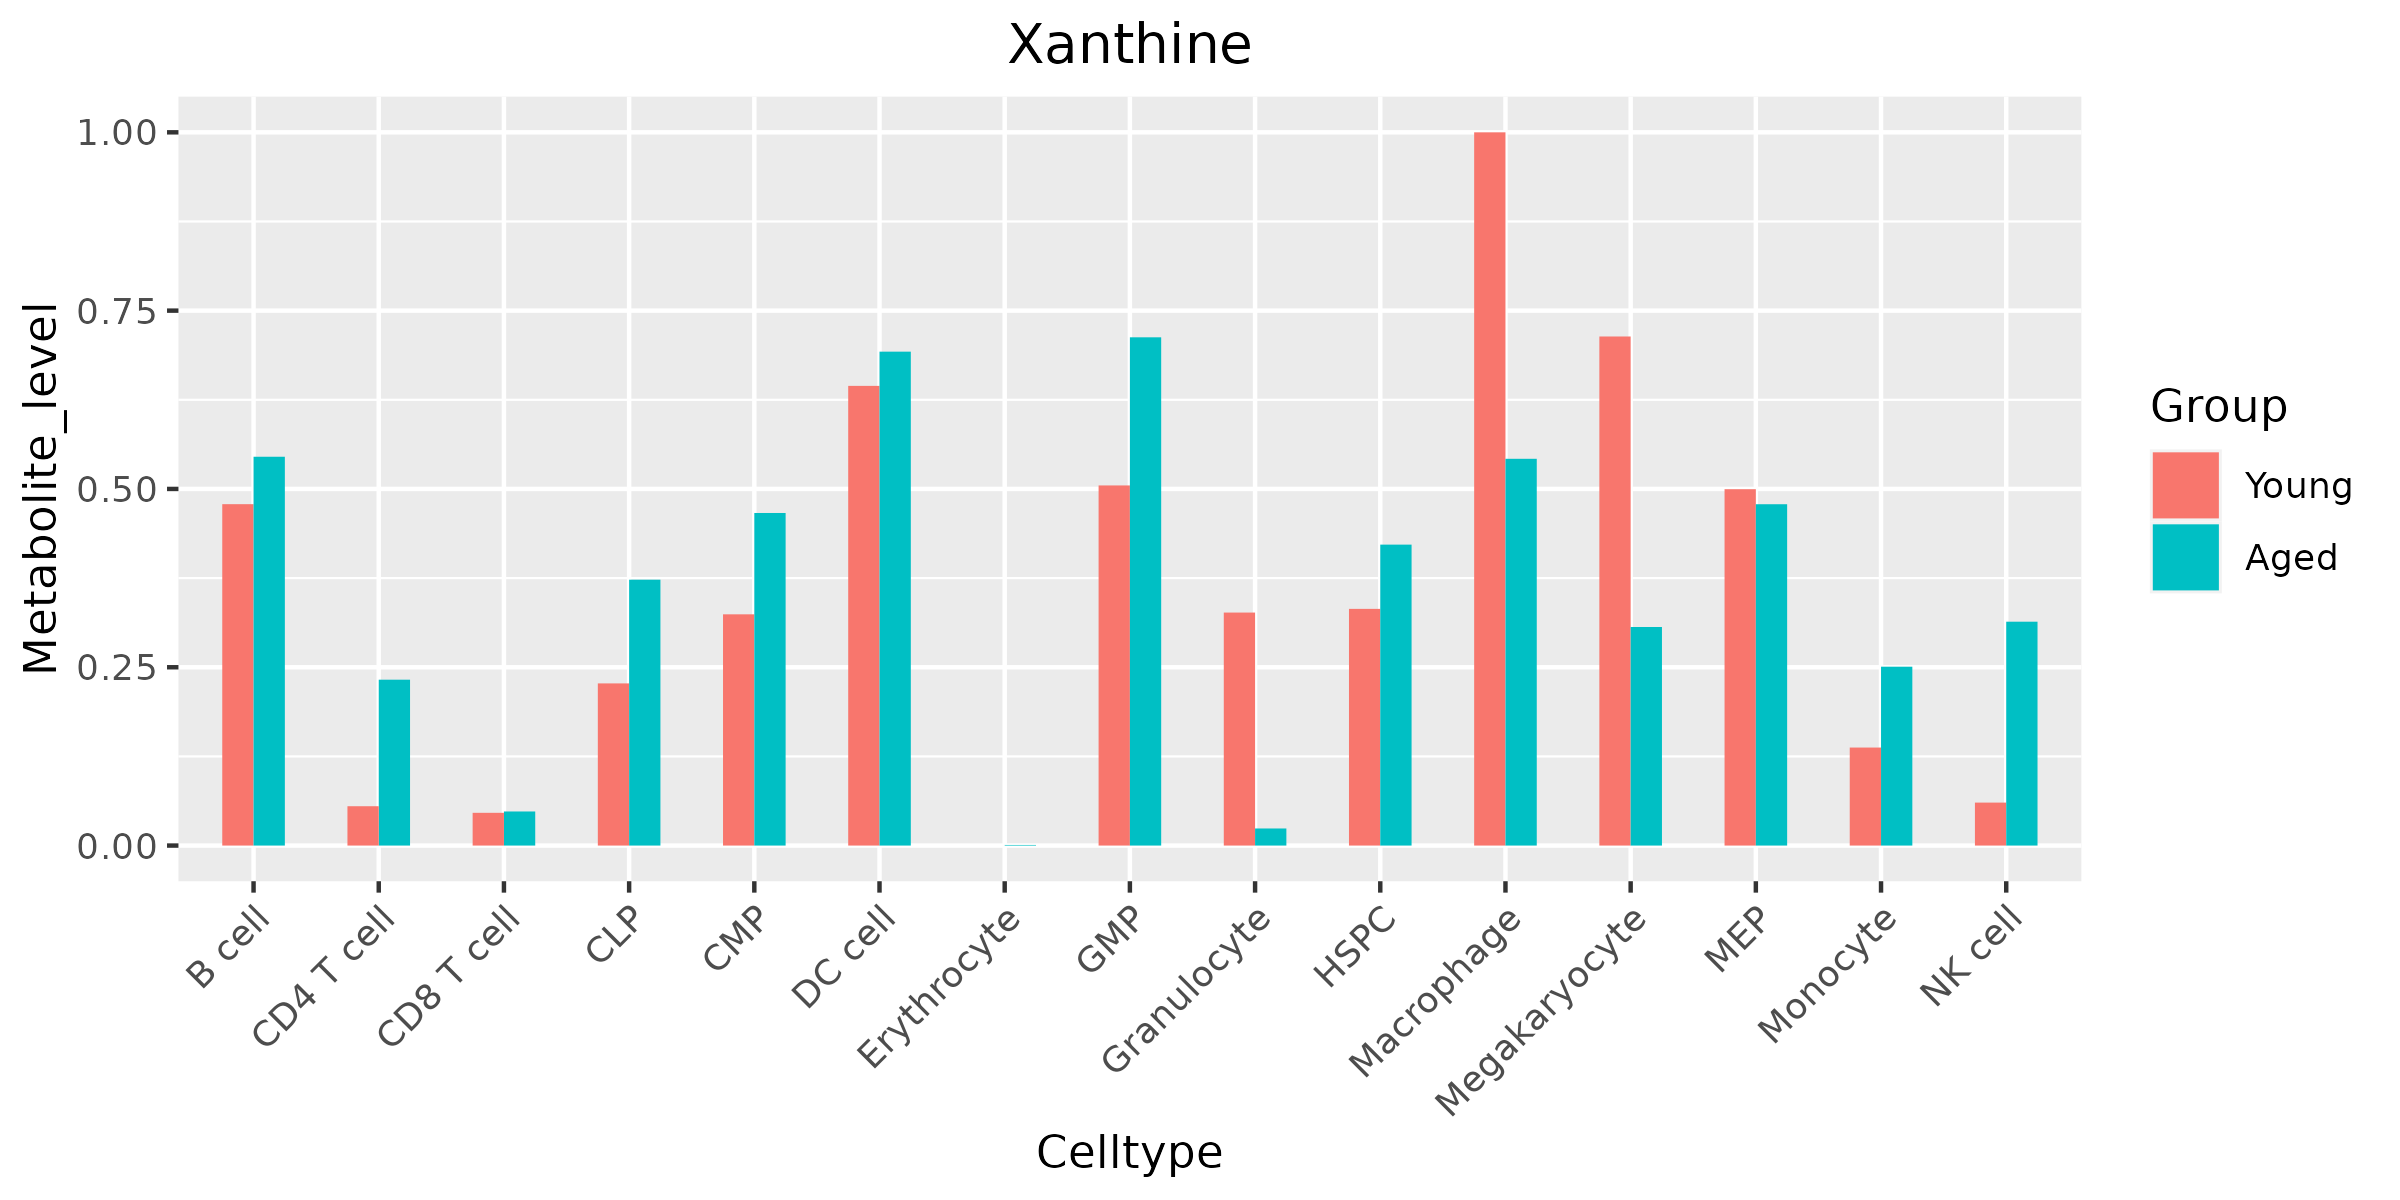 Xanthine
Metabolite_level
1.00
0.75
0.50
0.25
0.00
B cell
CD4 T cell
CD8 T cell
CLP
CMP
DC cell
Erythrocyte
GMP
Granulocyte
HSPC
Macrophage
Megakaryocyte
MEP
Monocyte
NK cell
Celltype
Group
Young
Aged